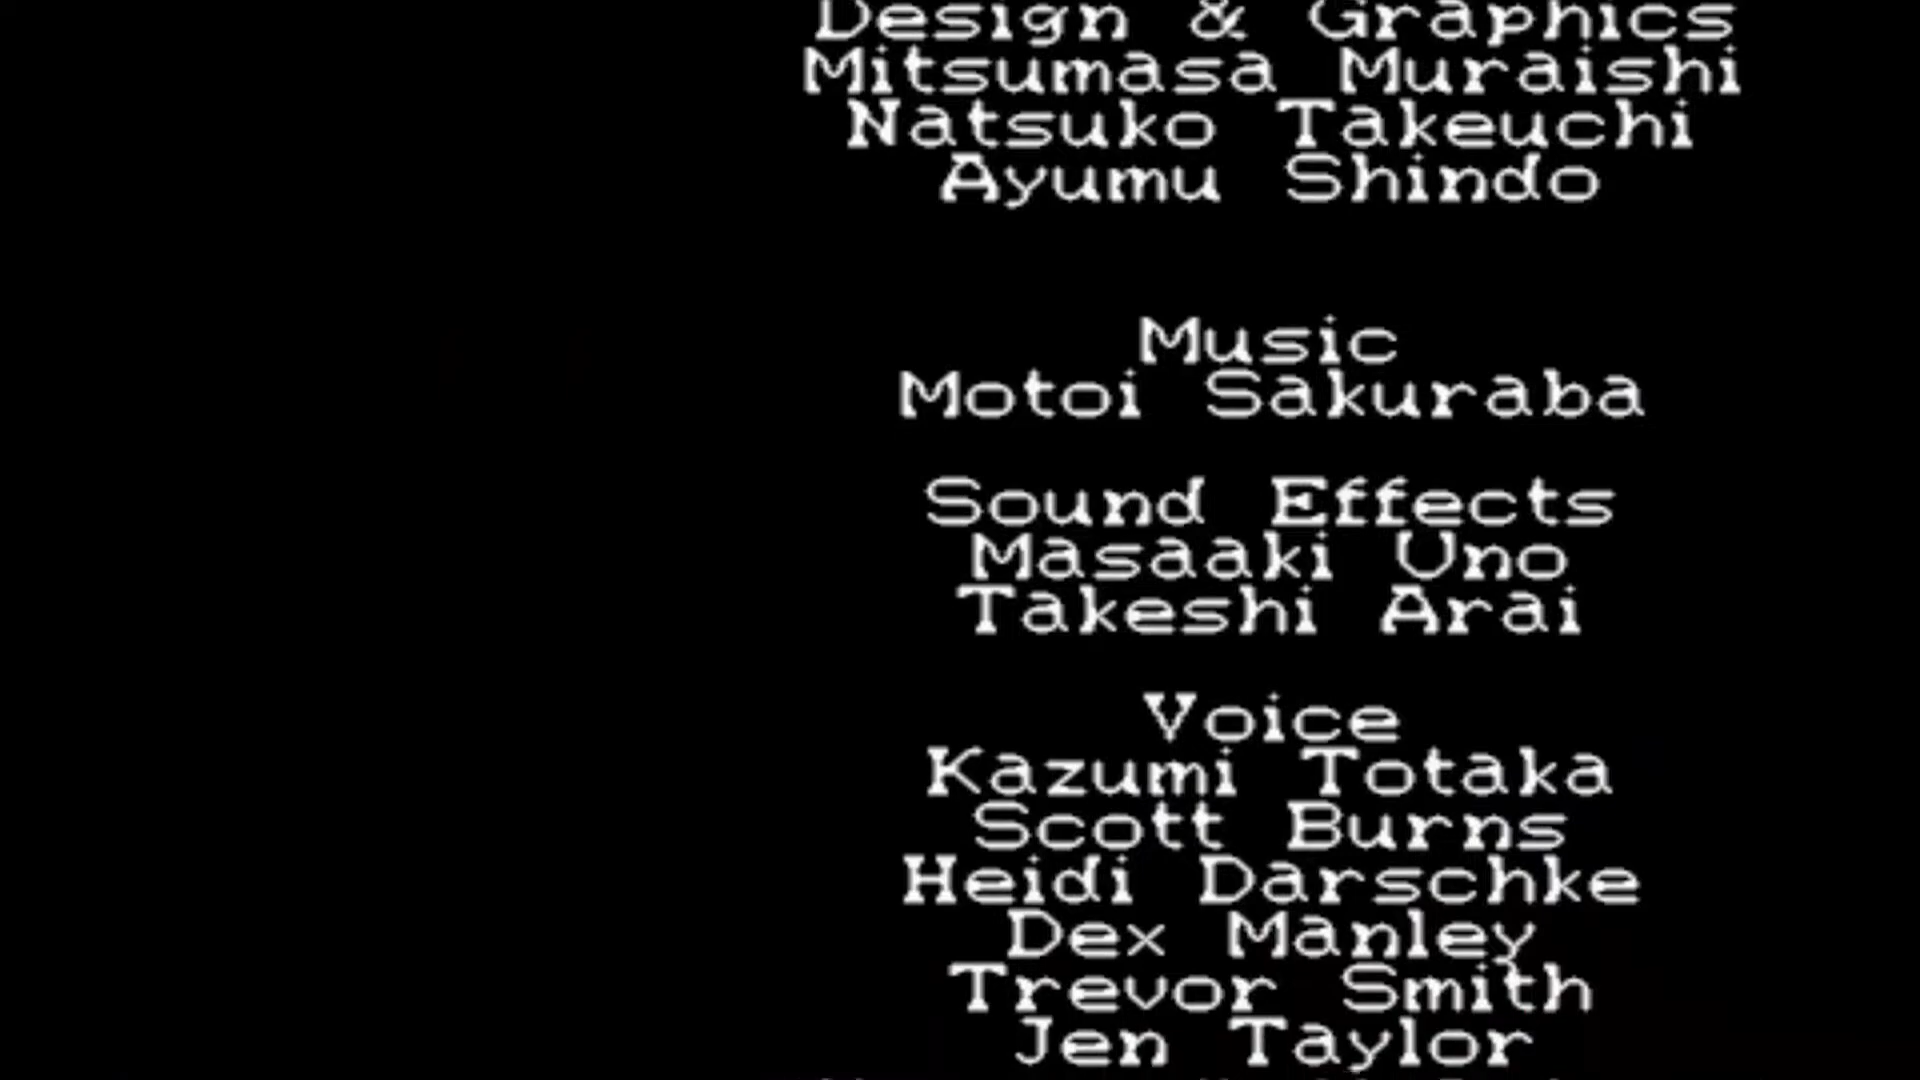 Design & Graphics
Mitsumasa Muraishi
Natsuko Takeuchi
Ayumu Shindo
Music
Motoi Sakuraba
Sound Effects
Masaaki Uno
Takeshi Arai
Voice
Kazumi Totaka
Scott Burns
Heidi Darschke
Dex Manley
Trevor Smith
Jen Taylor